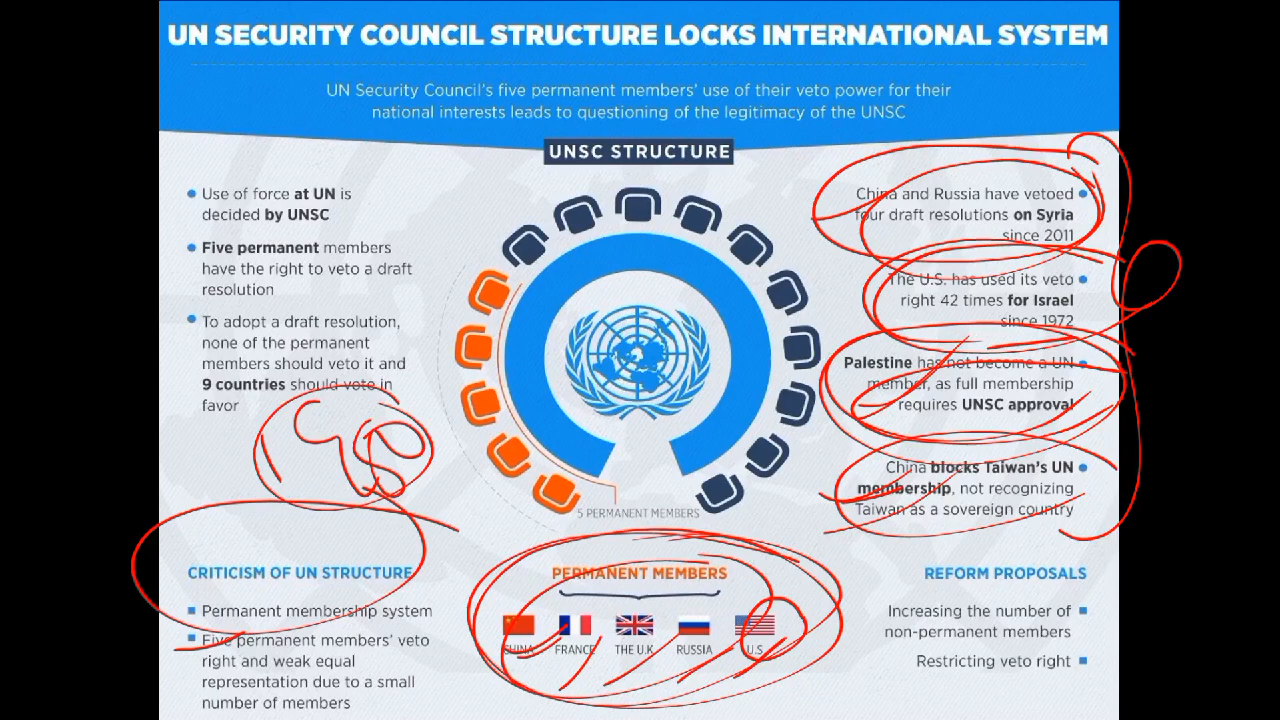 UN SECURITY COUNCIL STRUCTURE LOCKS INTERNATIONAL SYSTEM
UN Security Council's five permanent members' use of their veto power for their
national interests leads to questioning of the legitimacy of the UNSC
UNSC STRUCTURE
Use of force at UN is
decided by UNSC
Five permanent members
have the right to veto a draft
resolution
To adopt a draft resolution,
none of the permanent
members should veto it and
9 countries should vote in
favor
China and Russia have vetoed
four draft resolutions on Syria
since 2011
The U.S. has used its veto
right 42 times for Israel
since 1972
Palestine has not become a UN
member, as full membership
requires UNSC approval
China blocks Taiwan's UN
membership, not recognizing
Taiwan as a sovereign country
5 PERMANENT MEMBERS
CRITICISM OF UN STRUCTURE
Permanent membership system
Five permanent members' veto
right and weak equal
representation due to a small
number of members
PERMANENT MEMBERS
CHINA
FRANCE
THE U.K.
RUSSIA
U.S.
REFORM PROPOSALS
Increasing the number of
non-permanent members
Restricting veto right